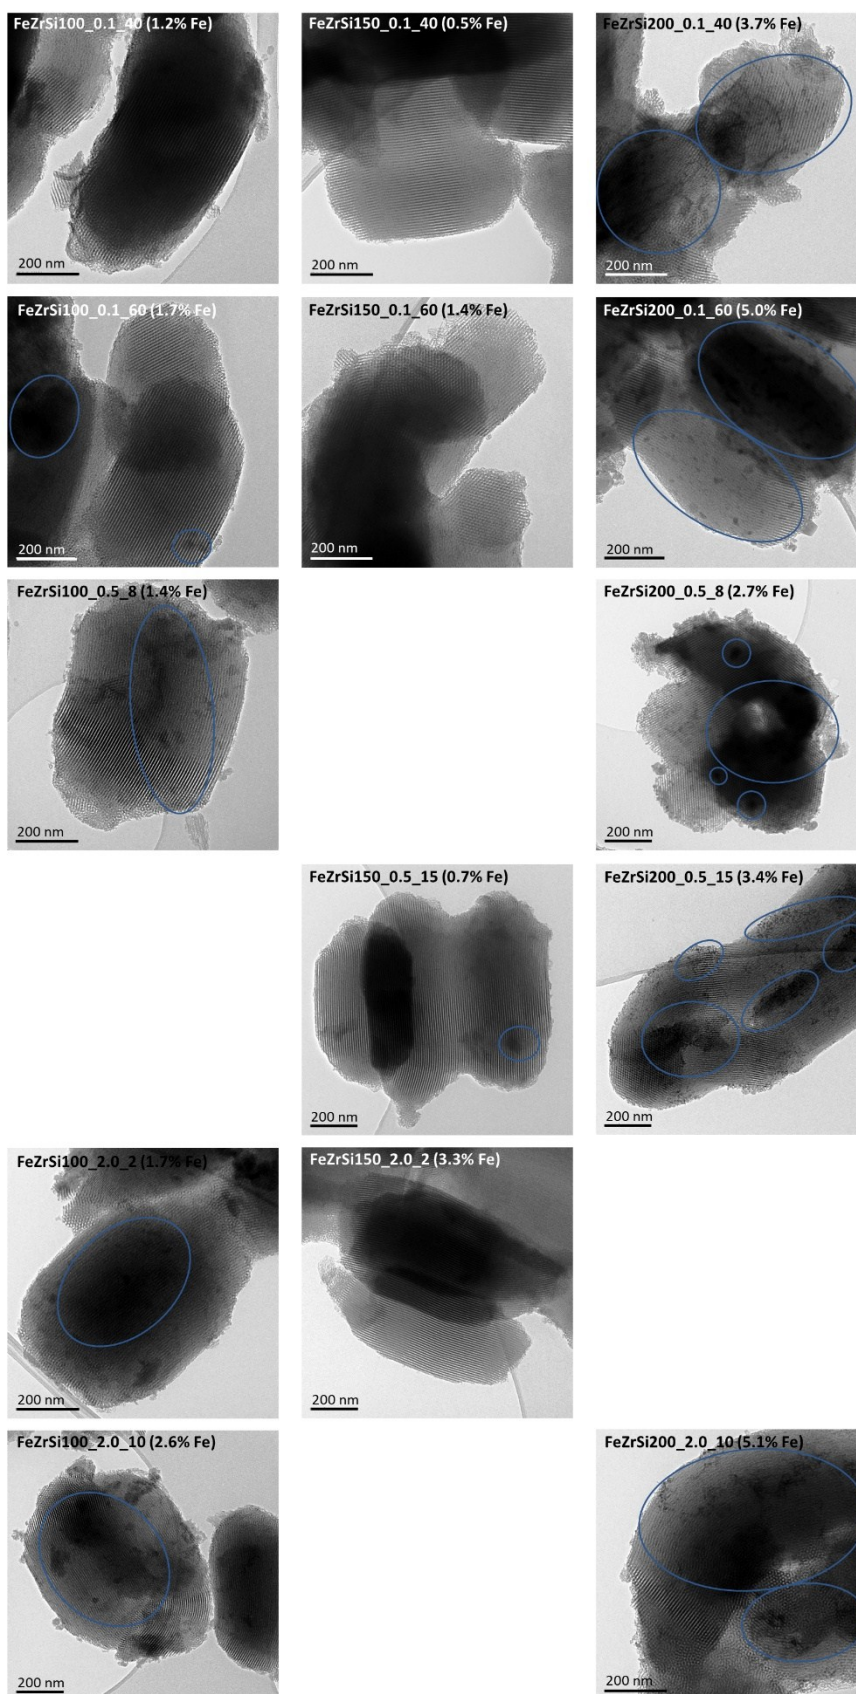 FeZrSi100_0.1_40 (1.2% Fe)
FeZrSi150_0.1_40 (0.5% Fe)
FeZrSi200_0.1_40 (3.7% Fe)
200 nm
200 nm
200 nm
FeZrSi100_0.1_60 (1.7% Fe)
FeZrSi150_0.1_60 (1.4% Fe)
FeZrSi200_0.1_60 (5.0% Fe)
200 nm
200 nm
200 nm
FeZrSi100_0.5_8 (1.4% Fe)
FeZrSi200_0.5_8 (2.7% Fe)
200 nm
200 nm
FeZrSi150_0.5_15 (0.7% Fe)
FeZrSi200_0.5_15 (3.4% Fe)
200 nm
200 nm
FeZrSi100_2.0_2 (1.7% Fe)
FeZrSi150_2.0_2 (3.3% Fe)
200 nm
200 nm
FeZrSi100_2.0_10 (2.6% Fe)
FeZrSi200_2.0_10 (5.1% Fe)
200 nm
200 nm